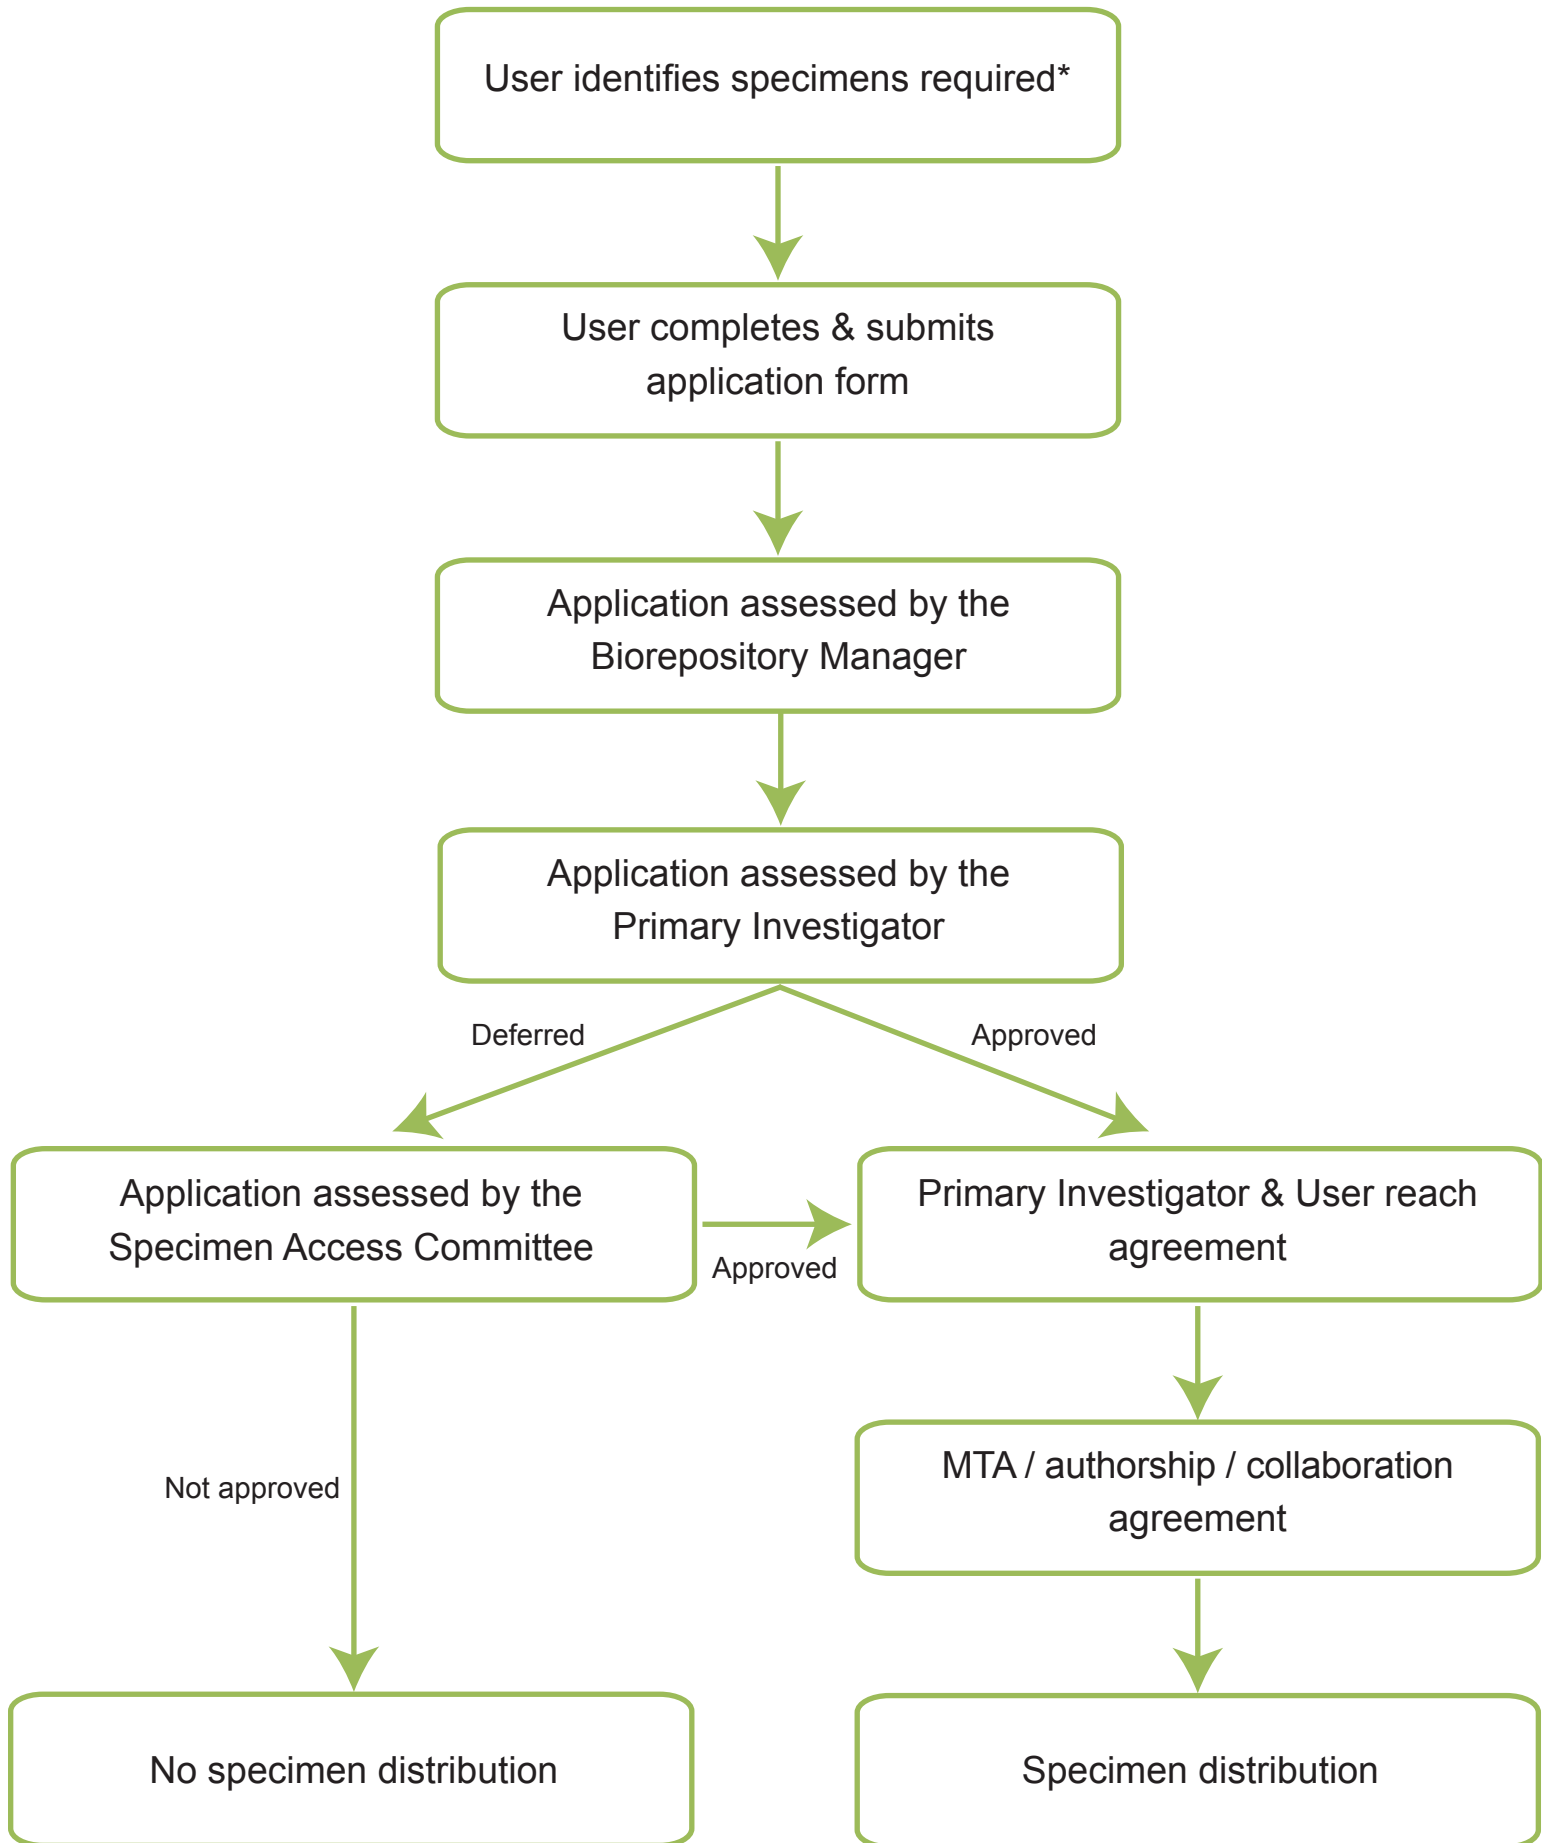 User identifies specimens required*
User completes & submits
application form
Application assessed by the
Biorepository Manager
Application assessed by the
Primary Investigator
Deferred
Approved
Application assessed by the
Specimen Access Committee
Approved
Primary Investigator & User reach
agreement
Not approved
MTA / authorship / collaboration
agreement
No specimen distribution
Specimen distribution